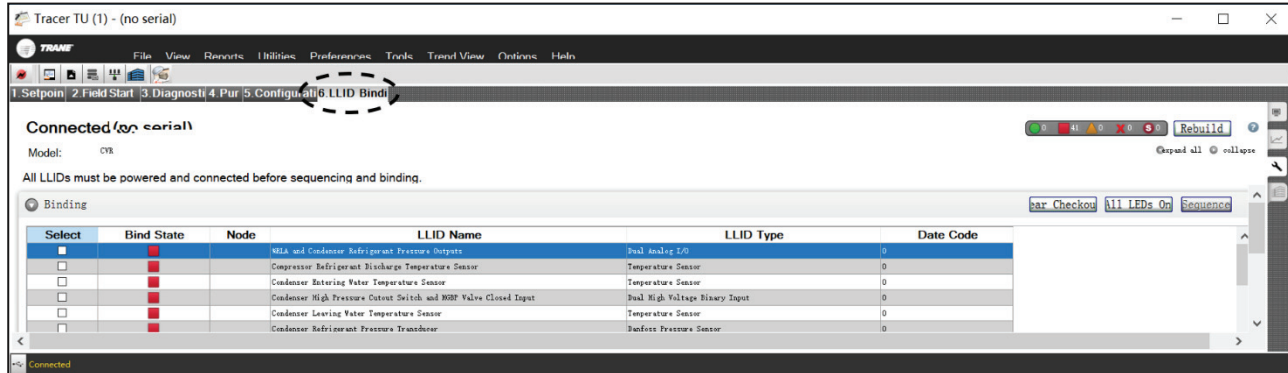 Tracer TU (1) - (no serial)
TRANE
File View Reports Utilities Preferences Tools Trend View Options Help
1.Setpoin 2.Field Start 3.Diagnosti 4.Pur 5.Configurati 6.LLID Bindi
Connected (no serial)
0 41 0 0 S 0 Rebuild
Model: CVR
Expand all collapse
All LLIDs must be powered and connected before sequencing and binding.
Binding
ear Checkou All LEDs On Sequence
Select Bind State Node LLID Name LLID Type Date Code
and Condenser Refrigerant Pressure Outputs Dual Analog I/O 0
Compressor Refrigerant Discharge Temperature Sensor Temperature Sensor 0
Condenser Entering Water Temperature Sensor Temperature Sensor 0
Condenser High Pressure Cutout Switch and HGBP Valve Closed Input Dual High Voltage Binary Input 0
Condenser Leaving Water Temperature Sensor Temperature Sensor 0
Condenser Refrigerant Pressure Transducer Danfoss Pressure Sensor 0
Connected